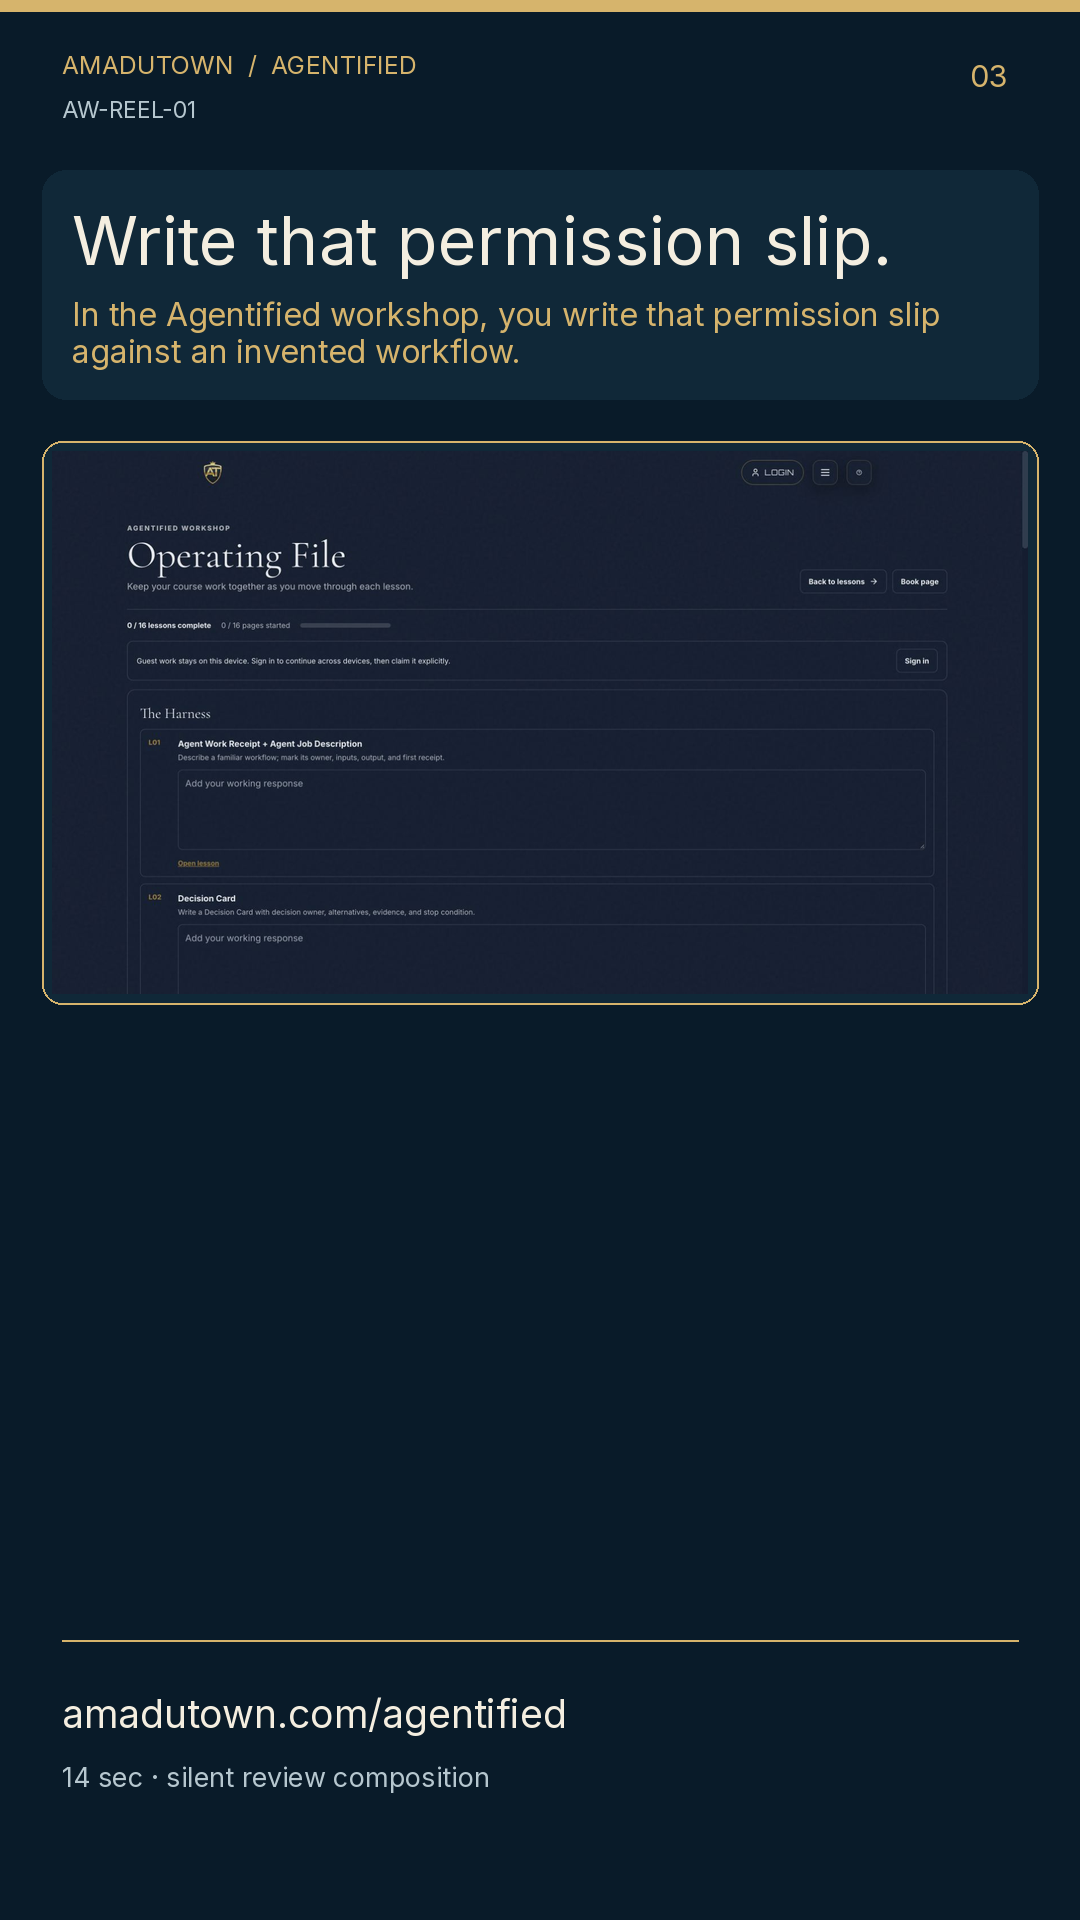 AMADUTOWN / AGENTIFIED
03
AW-REEL-01
Write that permission slip.
In the Agentified workshop, you write that permission slip
against an invented workflow.
AT
LOGIN
AGENTIFIED WORKSHOP
Operating File
Keep your course work together as you move through each lesson.
Back to lessons →
Book page
0 / 16 lessons complete 0 / 16 pages started
Guest work stays on this device. Sign in to continue across devices, then claim it explicitly.
Sign in
The Harness
L01
Agent Work Receipt + Agent Job Description
Describe a familiar workflow; mark its owner, inputs, output, and first receipt.
Add your working response
Open lesson
L02
Decision Card
Write a Decision Card with decision owner, alternatives, evidence, and stop condition.
Add your working response
amadutown.com/agentified
14 sec · silent review composition